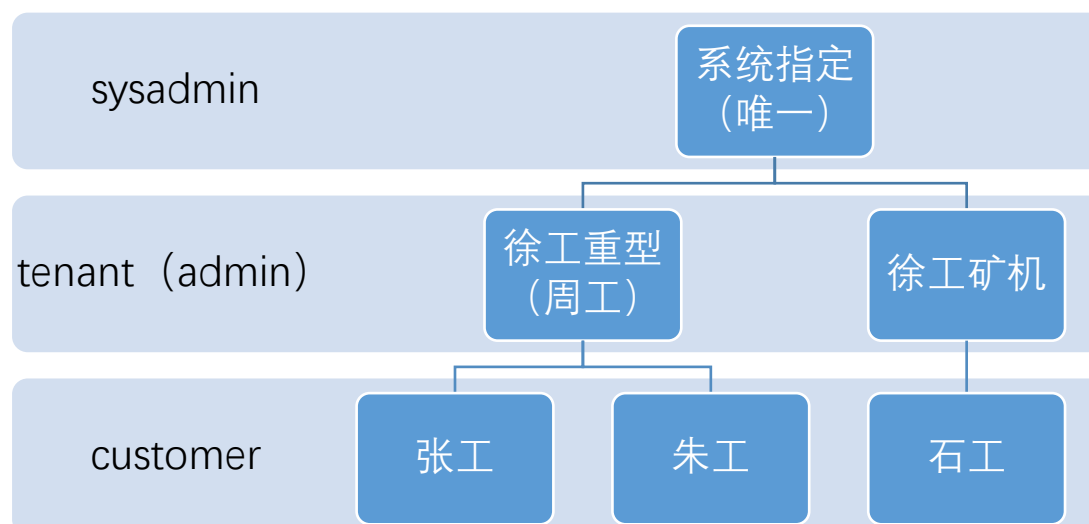 sysadmin
系统指定
（唯一）
tenant（admin）
徐工重型
（周工）
徐工矿机
customer
张工
朱工
石工